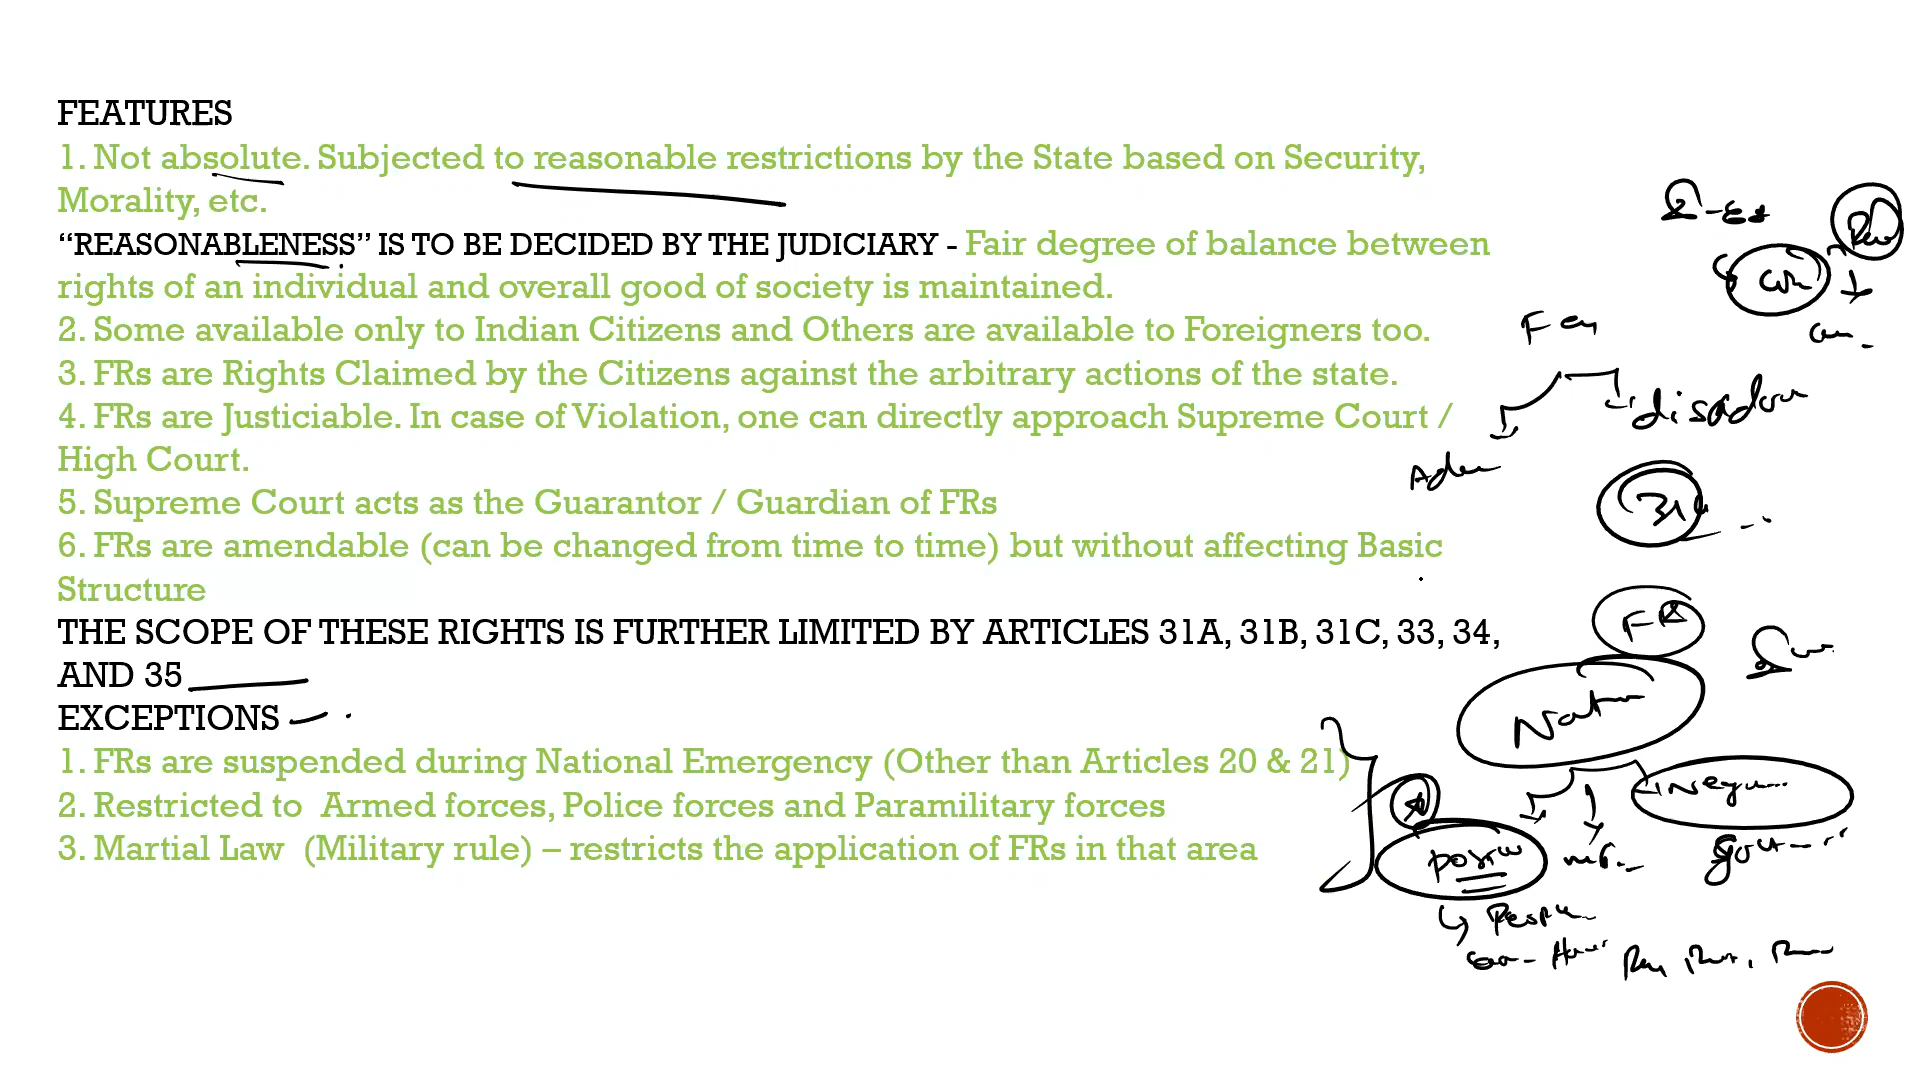 FEATURES
1. Not absolute. Subjected to reasonable restrictions by the State based on Security,
Morality, etc.
“REASONABLENESS” IS TO BE DECIDED BY THE JUDICIARY - Fair degree of balance between
rights of an individual and overall good of society is maintained.
2. Some available only to Indian Citizens and Others are available to Foreigners too.
3. FRs are Rights Claimed by the Citizens against the arbitrary actions of the state.
4. FRs are Justiciable. In case of Violation, one can directly approach Supreme Court /
High Court.
5. Supreme Court acts as the Guarantor / Guardian of FRs
6. FRs are amendable (can be changed from time to time) but without affecting Basic
Structure
THE SCOPE OF THESE RIGHTS IS FURTHER LIMITED BY ARTICLES 31A, 31B, 31C, 33, 34,
AND 35
EXCEPTIONS
1. FRs are suspended during National Emergency (Other than Articles 20 & 21)
2. Restricted to  Armed forces, Police forces and Paramilitary forces
3. Martial Law  (Military rule) – restricts the application of FRs in that area
FR